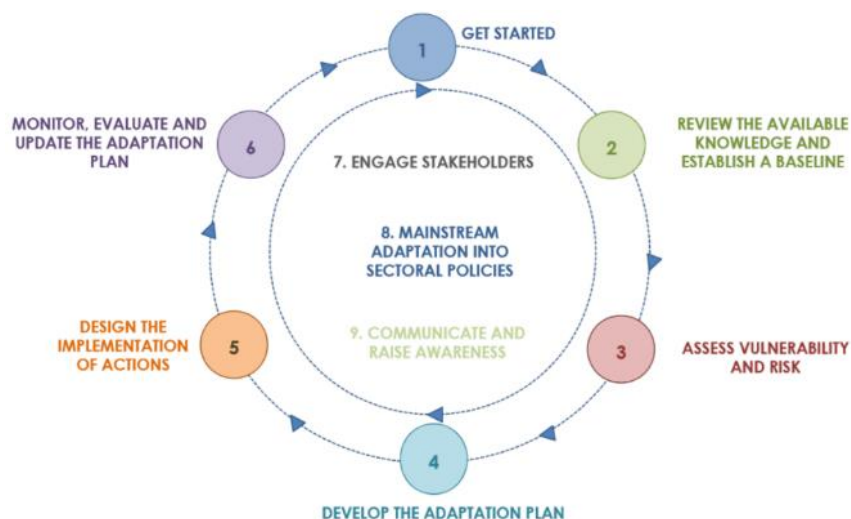 1
GET STARTED
2
REVIEW THE AVAILABLE
KNOWLEDGE AND
ESTABLISH A BASELINE
3
ASSESS VULNERABILITY
AND RISK
4
DEVELOP THE ADAPTATION PLAN
5
DESIGN THE
IMPLEMENTATION
OF ACTIONS
6
MONITOR, EVALUATE AND
UPDATE THE ADAPTATION
PLAN
7. ENGAGE STAKEHOLDERS
8. MAINSTREAM
ADAPTATION INTO
SECTORAL POLICIES
9. COMMUNICATE AND
RAISE AWARENESS